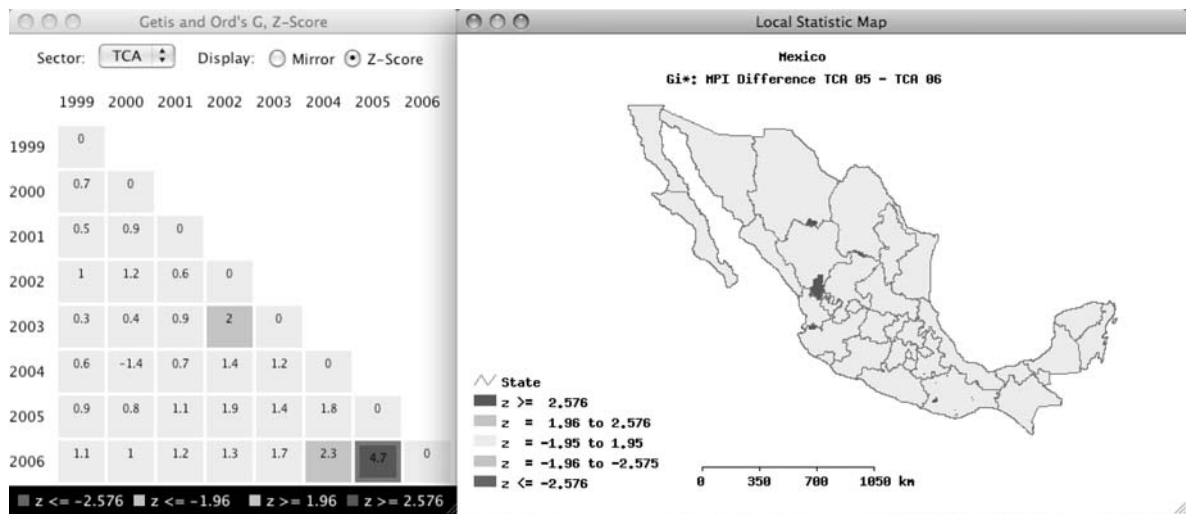 Getis and Ord's G, Z-Score
Sector: TCA Display: Mirror Z-Score
1999 2000 2001 2002 2003 2004 2005 2006
1999 0
2000 0.7 0
2001 0.5 0.9 0
2002 1 1.2 0.6 0
2003 0.3 0.4 0.9 2 0
2004 0.6 -1.4 0.7 1.4 1.2 0
2005 0.9 0.8 1.1 1.9 1.4 1.8 0
2006 1.1 1 1.2 1.3 1.7 2.3 4.7 0
z <= -2.576 z <= -1.96 z >= 1.96 z >= 2.576
Local Statistic Map
Mexico
Gi*: MPI Difference TCA 05 - TCA 06
State
z >= 2.576
z = 1.96 to 2.576
z = -1.95 to 1.95
z = -1.96 to -2.575
z <= -2.576
0 350 700 1050 km